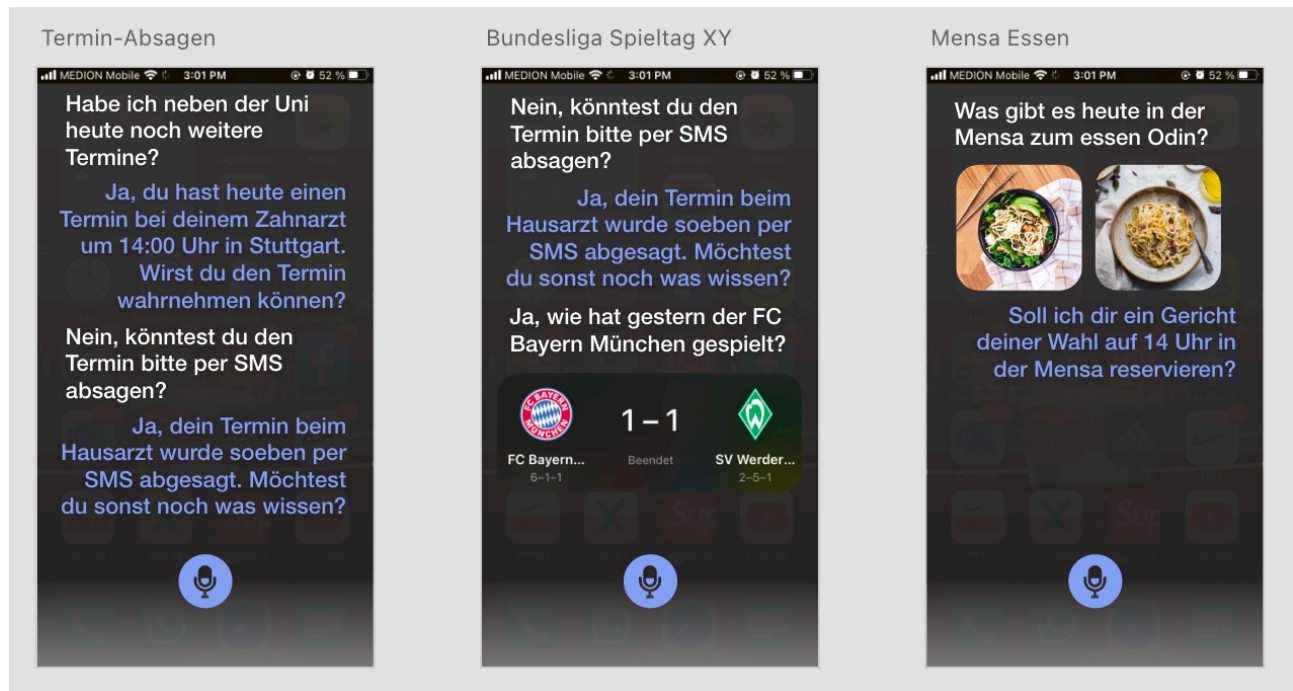 Termin-Absagen
MEDION Mobile 3:01 PM 52 %
Habe ich neben der Uni
heute noch weitere
Termine?
Ja, du hast heute einen
Termin bei deinem Zahnarzt
um 14:00 Uhr in Stuttgart.
Wirst du den Termin
wahrnehmen können?
Nein, könntest du den
Termin bitte per SMS
absagen?
Ja, dein Termin beim
Hausarzt wurde soeben per
SMS abgesagt. Möchtest
du sonst noch was wissen?
Bundesliga Spieltag XY
MEDION Mobile 3:01 PM 52 %
Nein, könntest du den
Termin bitte per SMS
absagen?
Ja, dein Termin beim
Hausarzt wurde soeben per
SMS abgesagt. Möchtest
du sonst noch was wissen?
Ja, wie hat gestern der FC
Bayern München gespielt?
FC BAYERN MÜNCHEN
1 – 1
FC Bayern... Beendet SV Werder...
6–1–1 2–5–1
Mensa Essen
MEDION Mobile 3:01 PM 52 %
Was gibt es heute in der
Mensa zum essen Odin?
Soll ich dir ein Gericht
deiner Wahl auf 14 Uhr in
der Mensa reservieren?